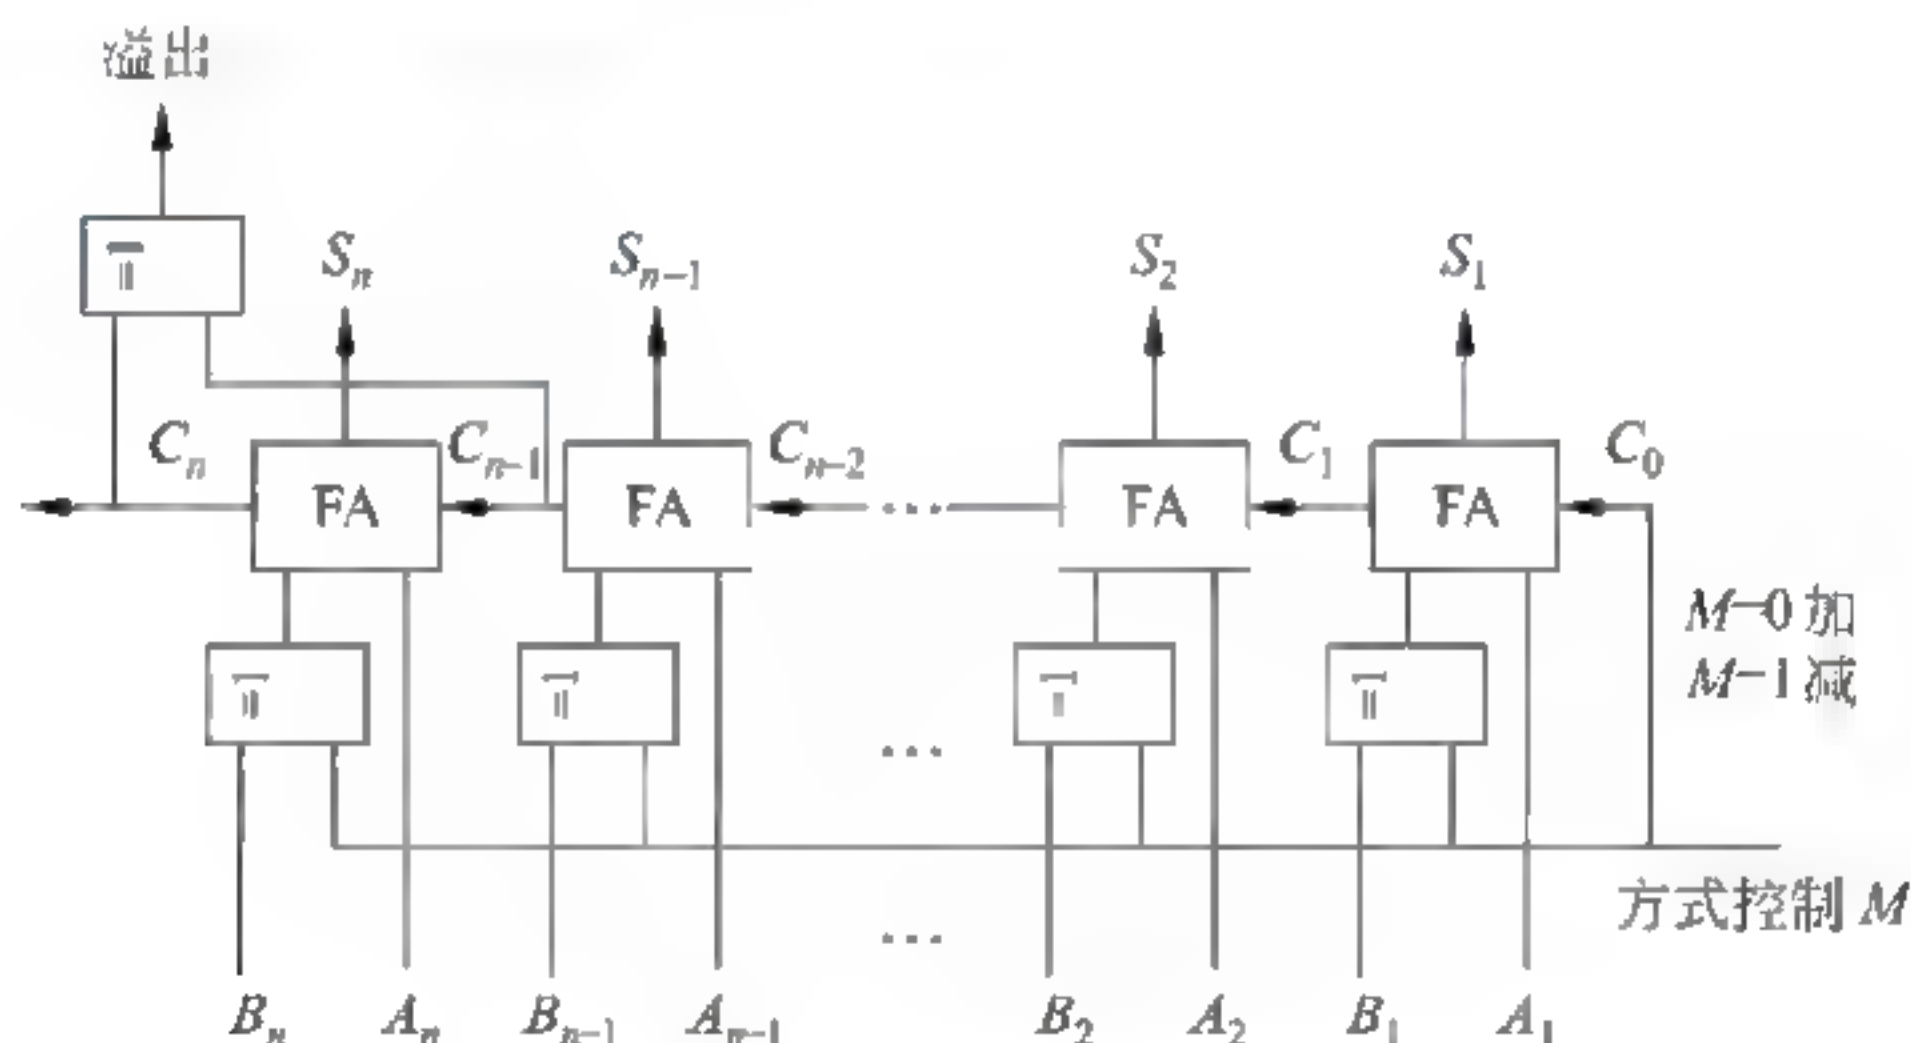 溢出
S_n S_{n-1} S_2 S_1
C_n C_{n-1} C_{n-2} ... C_1 C_0
FA FA FA FA
M=0 加
M=1 减
...
方式控制 M
...
B_n A_n B_{n-1} A_{n-1} B_2 A_2 B_1 A_1